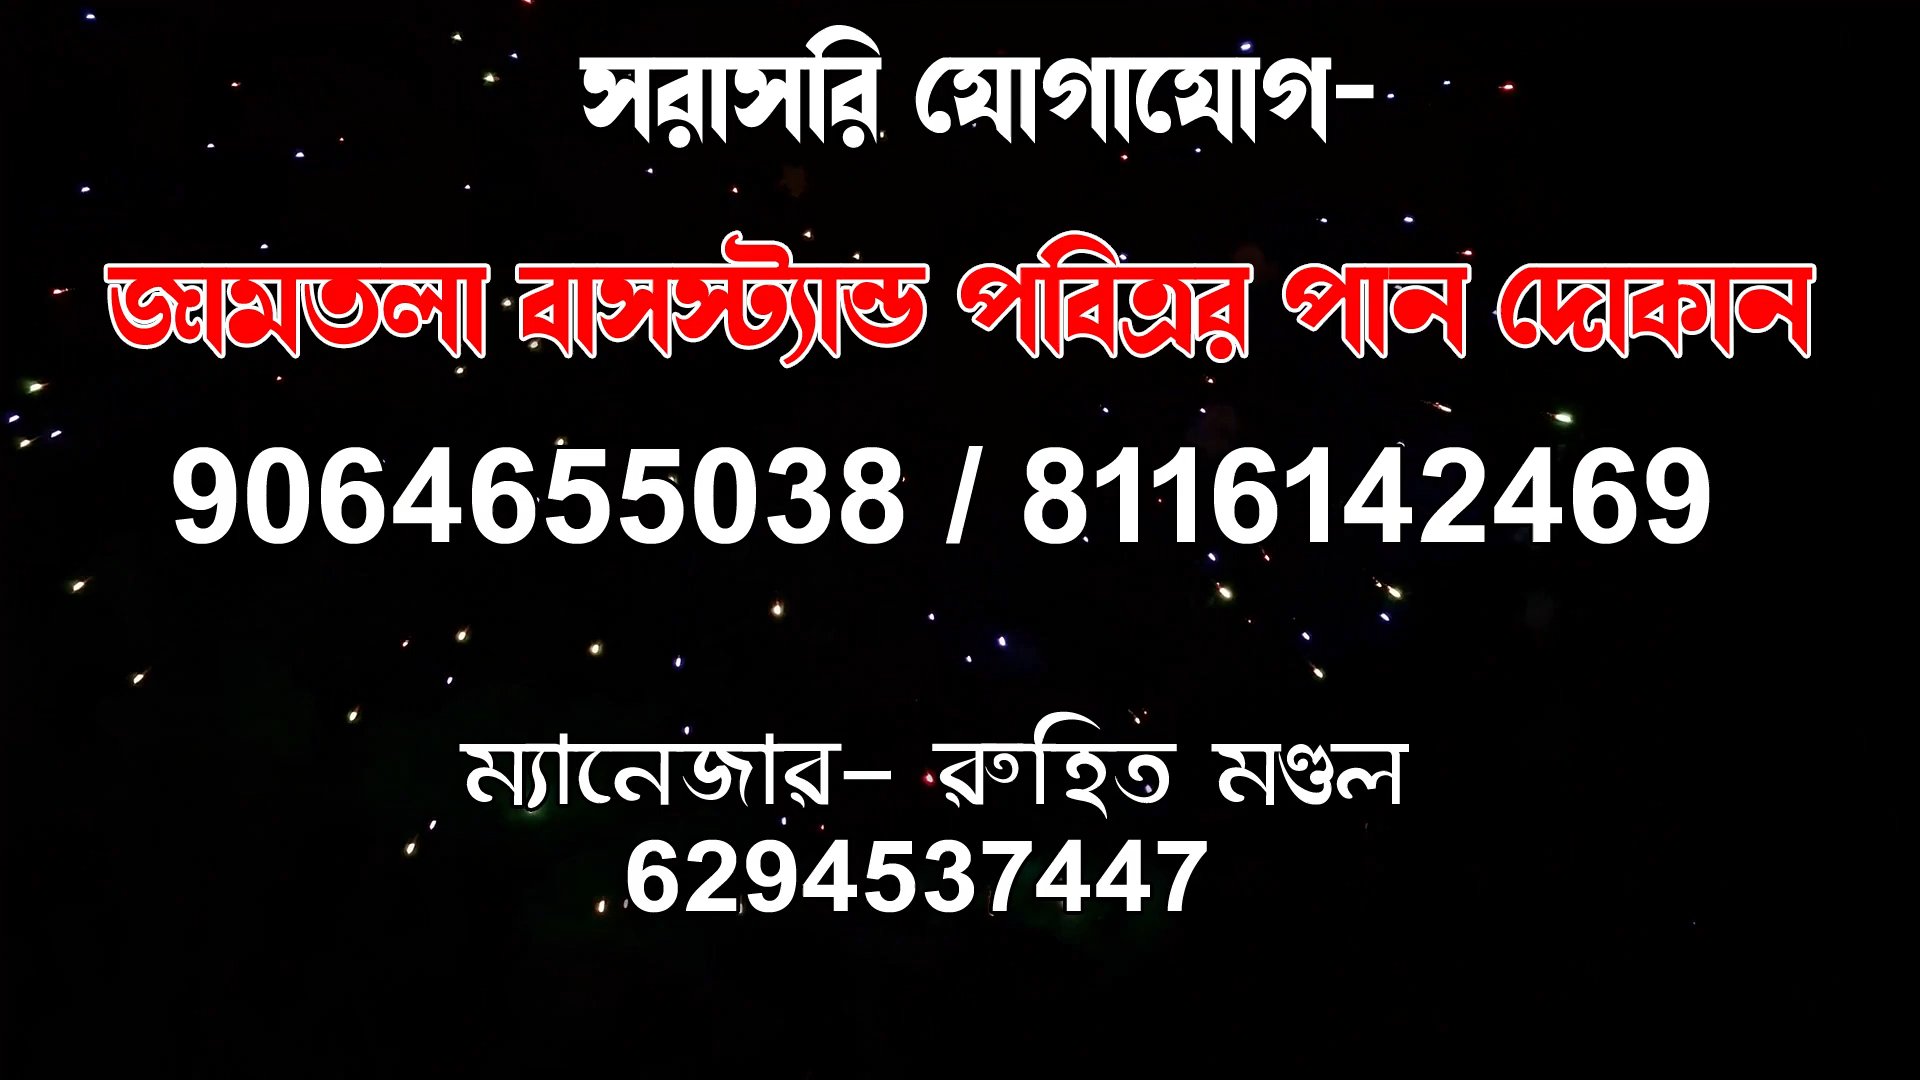 সরাসরি যোগাযোগ-
জামতলা বাসস্ট্যান্ড পবিত্রর পান দোকান
9064655038 / 8116142469
ম্যানেজার- রুহিত মণ্ডল
6294537447